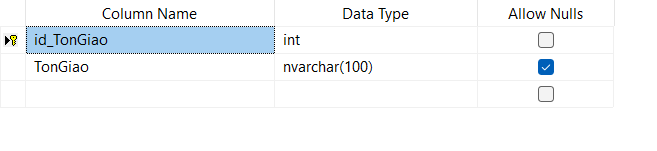 Column Name Data Type Allow Nulls
id_TonGiao int
TonGiao nvarchar(100)